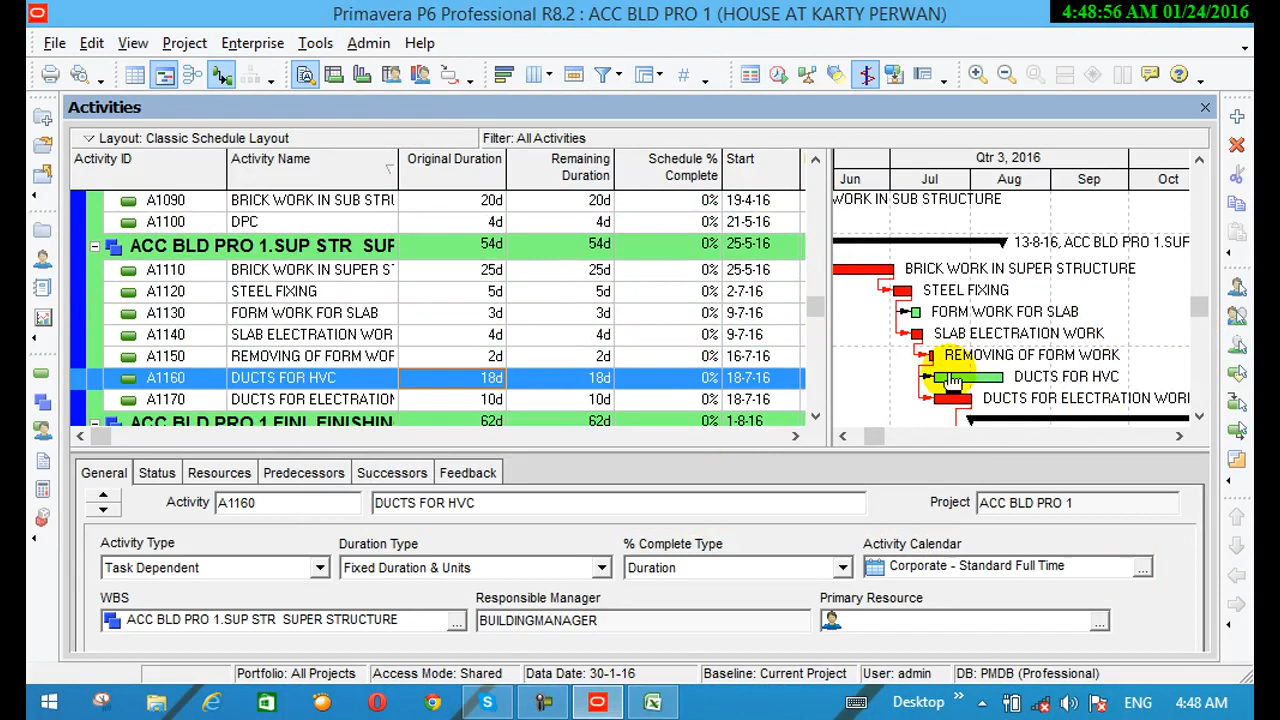 Primavera P6 Professional R8.2 : ACC BLD PRO 1 (HOUSE AT KARTY PERWAN)
4:48:56 AM 01/24/2016
File Edit View Project Enterprise Tools Admin Help
Activities
Layout: Classic Schedule Layout Filter: All Activities
Activity ID Activity Name Original Duration Remaining Duration Schedule % Complete Start
Qtr 3, 2016
Jun Jul Aug Sep Oct
A1090 BRICK WORK IN SUB STRU 20d 20d 0% 19-4-16 WORK IN SUB STRUCTURE
A1100 DPC 4d 4d 0% 21-5-16
ACC BLD PRO 1.SUP STR SUP 54d 54d 0% 25-5-16 13-8-16, ACC BLD PRO 1.SUP
A1110 BRICK WORK IN SUPER S 25d 25d 0% 25-5-16 BRICK WORK IN SUPER STRUCTURE
A1120 STEEL FIXING 5d 5d 0% 2-7-16 STEEL FIXING
A1130 FORM WORK FOR SLAB 3d 3d 0% 9-7-16 FORM WORK FOR SLAB
A1140 SLAB ELECTRATION WORK 4d 4d 0% 9-7-16 SLAB ELECTRATION WORK
A1150 REMOVING OF FORM WOR 2d 2d 0% 16-7-16 REMOVING OF FORM WORK
A1160 DUCTS FOR HVC 18d 18d 0% 18-7-16 DUCTS FOR HVC
A1170 DUCTS FOR ELECTRATION 10d 10d 0% 18-7-16 DUCTS FOR ELECTRATION WORK
ACC BLD PRO 1.FINI FINISHIN 62d 62d 0% 1-8-16
General Status Resources Predecessors Successors Feedback
Activity A1160 DUCTS FOR HVC Project ACC BLD PRO 1
Activity Type Duration Type % Complete Type Activity Calendar
Task Dependent Fixed Duration & Units Duration Corporate - Standard Full Time ...
WBS Responsible Manager Primary Resource
ACC BLD PRO 1.SUP STR SUPER STRUCTURE ... BUILDINGMANAGER ...
Portfolio: All Projects Access Mode: Shared Data Date: 30-1-16 Baseline: Current Project User: admin DB: PMDB (Professional)
Desktop » ENG 4:48 AM